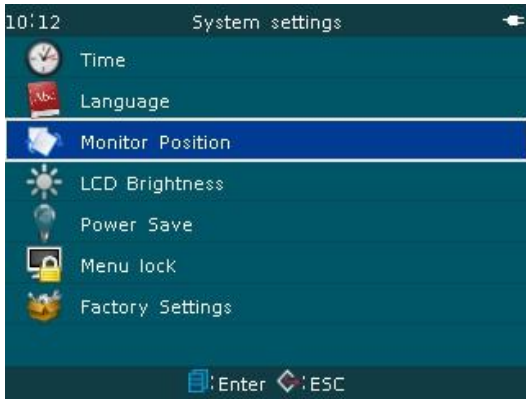 10:12 System settings
Time
Language
Monitor Position
LCD Brightness
Power Save
Menu lock
Factory Settings
:Enter :ESC